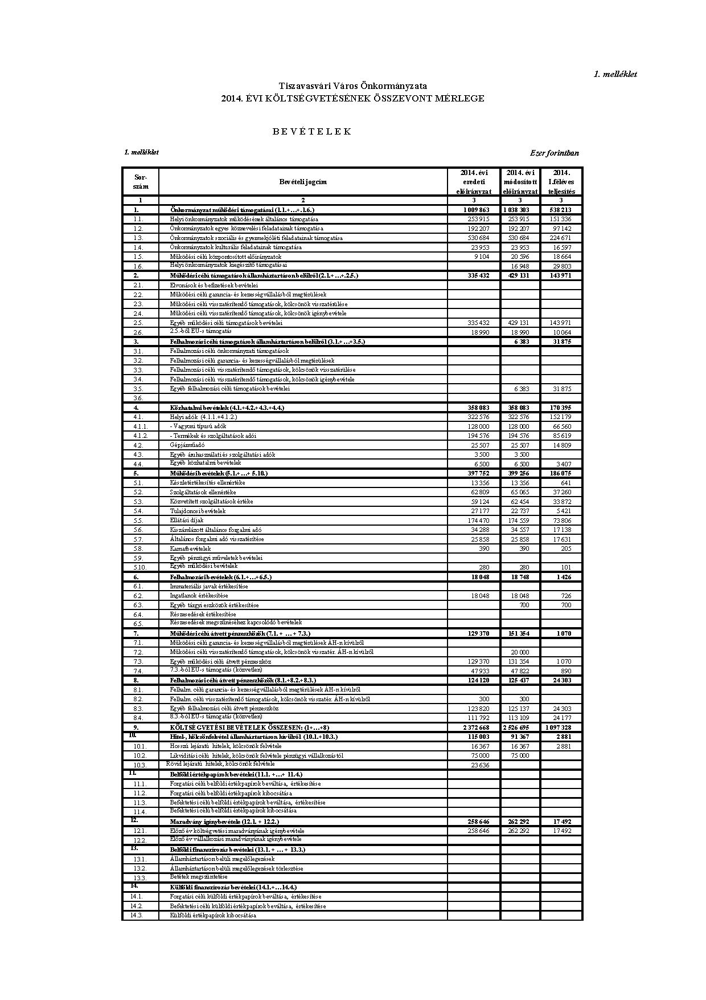 1. melléklet
Tiszavasvári Város Önkormányzata
2014. ÉVI KÖLTSÉGVETÉSÉNEK ÖSSZEVONT MÉRLEGE
B E V É T E L E K
1. melléklet Ezer forintban
Sor-szám Bevételi jogcím 2014. évi eredeti előirányzat 2014. évi módosított előirányzat 2014. I.féléves teljesítés
1 2 3 3 3
1. Önkormányzat működési támogatásai (1.1.+…+.1.6.) 1 009 863 1 038 303 538 213
1.1. Helyi önkormányzatok működésének általános támogatása 253 915 253 915 151 336
1.2. Önkormányzatok egyes köznevelési feladatainak támogatása 192 207 192 207 97 142
1.3. Önkormányzatok szociális és gyermekjóléti feladatainak támogatása 530 684 530 684 224 671
1.4. Önkormányzatok kulturális feladatainak támogatása 23 953 23 953 16 597
1.5. Működési célú központosított előirányzatok 9 104 20 596 18 664
1.6. Helyi önkormányzatok kiegészítő támogatásai 16 948 29 803
2. Működési célú támogatások államháztartáson belülről (2.1.+…+.2.5.) 335 432 429 131 143 971
2.1. Elvonások és befizetések bevételei
2.2. Működési célú garancia- és kezességvállalásból megtérülések
2.3. Működési célú visszatérítendő támogatások, kölcsönök visszatérülése
2.4. Működési célú visszatérítendő támogatások, kölcsönök igénybevétele
2.5. Egyéb működési célú támogatások bevételei 335 432 429 131 143 971
2.6. 2.5.-ből EU-s támogatás 18 990 18 990 10 064
3. Felhalmozási célú támogatások államháztartáson belülről (3.1.+…+3.5.) 6 383 31 875
3.1. Felhalmozási célú önkormányzati támogatások
3.2. Felhalmozási célú garancia- és kezességvállalásból megtérülések
3.3. Felhalmozási célú visszatérítendő támogatások, kölcsönök visszatérülése
3.4. Felhalmozási célú visszatérítendő támogatások, kölcsönök igénybevétele
3.5. Egyéb felhalmozási célú támogatások bevételei 6 383 31 875
3.6.
4. Közhatalmi bevételek (4.1.+4.2.+4.3.+4.4.) 358 083 358 083 170 395
4.1. Helyi adók (4.1.1.+4.1.2.) 322 576 322 576 152 179
4.1.1. - Vagyoni típusú adók 128 000 128 000 66 560
4.1.2. - Termékek és szolgáltatások adói 194 576 194 576 85 619
4.2. Gépjárműadó 25 507 25 507 14 809
4.3. Egyéb áruhasználati és szolgáltatási adók 3 500 3 500
4.4. Egyéb közhatalmi bevételek 6 500 6 500 3 407
5. Működési bevételek (5.1.+…+ 5.10.) 397 752 399 256 186 075
5.1. Készletértékesítés ellenértéke 13 356 13 356 641
5.2. Szolgáltatások ellenértéke 62 809 65 065 37 260
5.3. Közvetített szolgáltatások értéke 59 124 62 454 33 872
5.4. Tulajdonosi bevételek 27 177 22 737 5 421
5.5. Ellátási díjak 174 470 174 559 73 806
5.6. Kiszámlázott általános forgalmi adó 34 288 34 557 17 138
5.7. Általános forgalmi adó visszatérítése 25 858 25 858 17 631
5.8. Kamatbevételek 390 390 205
5.9. Egyéb pénzügyi műveletek bevételei
5.10. Egyéb működési bevételek 280 280 101
6. Felhalmozási bevételek (6.1.+…+6.5.) 18 048 18 748 1 426
6.1. Immateriális javak értékesítése
6.2. Ingatlanok értékesítése 18 048 18 048 726
6.3. Egyéb tárgyi eszközök értékesítése 700 700
6.4. Részesedések értékesítése
6.5. Részesedések megszűnéséhez kapcsolódó bevételek
7. Működési célú átvett pénzeszközök (7.1. + … + 7.3.) 129 370 151 354 1 070
7.1. Működési célú garancia- és kezességvállalásból megtérülések ÁH-n kívülről
7.2. Működési célú visszatérítendő támogatások, kölcsönök visszatér. ÁH-n kívülről 20 000
7.3. Egyéb működési célú átvett pénzeszköz 129 370 131 354 1 070
7.4. 7.3.-ból EU-s támogatás (közvetlen) 47 933 47 822 890
8. Felhalmozási célú átvett pénzeszközök (8.1.+8.2.+8.3.) 124 120 125 437 24 303
8.1. Felhalm. célú garancia- és kezességvállalásból megtérülések ÁH-n kívülről
8.2. Felhalm. célú visszatérítendő támogatások, kölcsönök visszatér. ÁH-n kívülről 300 300
8.3. Egyéb felhalmozási célú átvett pénzeszköz 123 820 125 137 24 303
8.4. 8.3.-ból EU-s támogatás (közvetlen) 111 792 113 109 24 177
9. KÖLTSÉGVETÉSI BEVÉTELEK ÖSSZESEN: (1+…+8) 2 372 668 2 526 695 1 097 328
10. Hitel-, kölcsönfelvétel államháztartáson kívülről (10.1.+10.3.) 115 003 91 367 2 881
10.1. Hosszú lejáratú hitelek, kölcsönök felvétele 16 367 16 367 2 881
10.2. Likviditási célú hitelek, kölcsönök felvétele pénzügyi vállalkozástól 75 000 75 000
10.3. Rövid lejáratú hitelek, kölcsönök felvétele 23 636
11. Belföldi értékpapírok bevételei (11.1. +…+ 11.4.)
11.1. Forgatási célú belföldi értékpapírok beváltása, értékesítése
11.2. Forgatási célú belföldi értékpapírok kibocsátása
11.3. Befektetési célú belföldi értékpapírok beváltása, értékesítése
11.4. Befektetési célú belföldi értékpapírok kibocsátása
12. Maradvány igénybevétele (12.1. + 12.2.) 258 646 262 292 17 492
12.1. Előző év költségvetési maradványának igénybevétele 258 646 262 292 17 492
12.2. Előző év vállalkozási maradványának igénybevétele
13. Belföldi finanszírozás bevételei (13.1. + … + 13.3.)
13.1. Államháztartáson belüli megelőlegezések
13.2. Államháztartáson belüli megelőlegezések törlesztése
13.3. Betétek megszüntetése
14. Külföldi finanszírozás bevételei (14.1.+…14.4.)
14.1. Forgatási célú külföldi értékpapírok beváltása, értékesítése
14.2. Befektetési célú külföldi értékpapírok beváltása, értékesítése
14.3. Külföldi értékpapírok kibocsátása